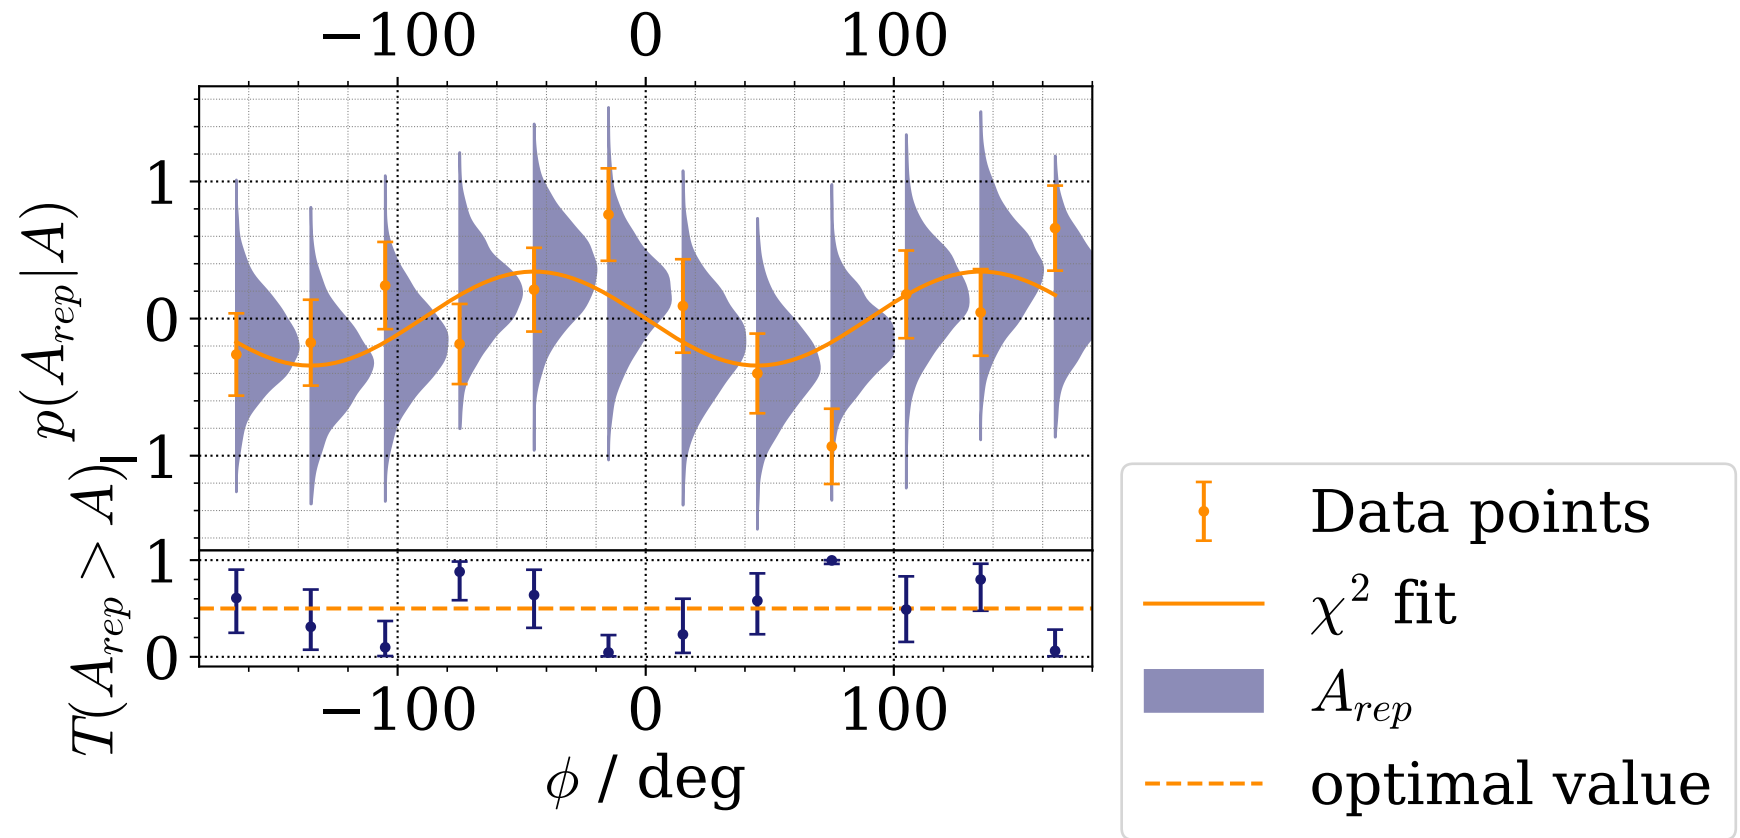 −100 0 100
p(A_rep|A)
1
0
−1
T(A_rep > A)
1
0
−100 0 100
ϕ / deg
Data points
χ² fit
A_rep
optimal value